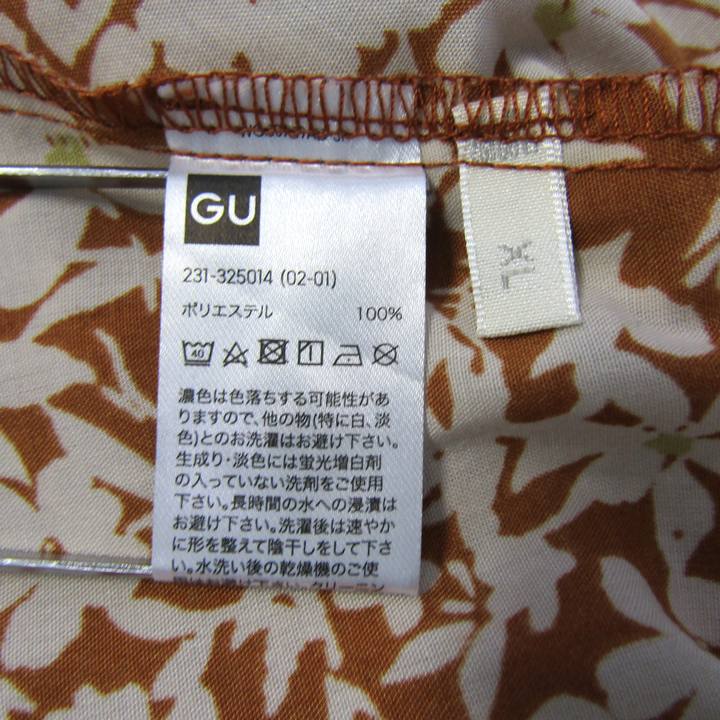 GU
231-325014 (02-01)
ポリエステル 100%
40
濃色は色落ちする可能性があ
りますので、他の物(特に白、淡
色)とのお洗濯はお避け下さい。
生成り・淡色には蛍光増白剤
の入っていない洗剤をご使用
下さい。長時間の水への浸漬は
お避け下さい。洗濯後は速やか
に形を整えて陰干しをして下さ
い。水洗い後の乾燥機のご使
XL